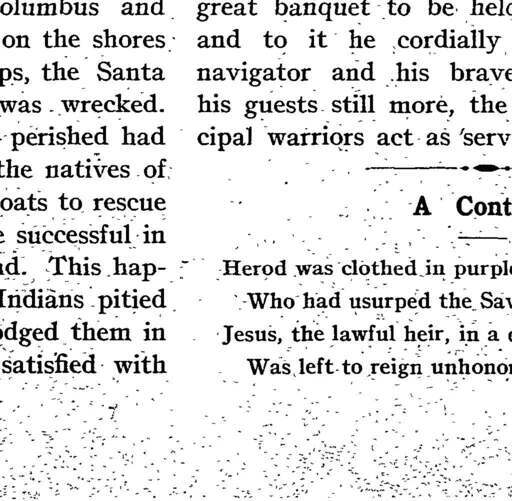 olumbus and
on the shores
ps, the Santa
was wrecked.
perished had
the natives of
oats to rescue
e successful in
nd. This hap-
Indians pitied
odged them in
satisfied with
great banquet to be held
and to it he cordially
navigator and his brave
his guests still more, the
cipal warriors act as serv
A Cont
Herod was clothed in purple
Who had usurped the Sav
Jesus, the lawful heir, in a
Was left to reign unhonor